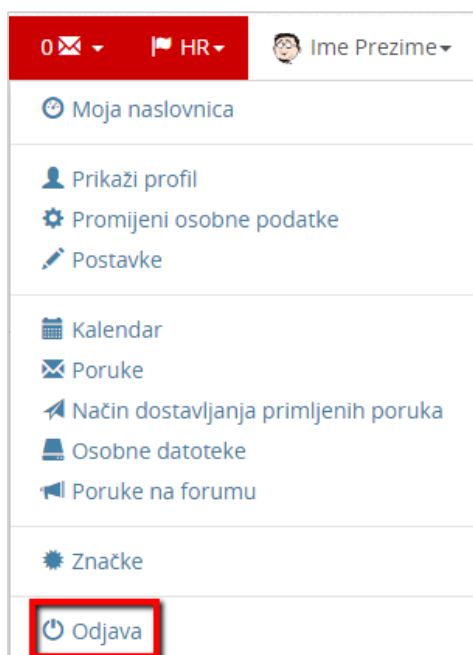 0 HR Ime Prezime
Moja naslovnica
Prikaži profil
Promijeni osobne podatke
Postavke
Kalendar
Poruke
Način dostavljanja primljenih poruka
Osobne datoteke
Poruke na forumu
Značke
Odjava